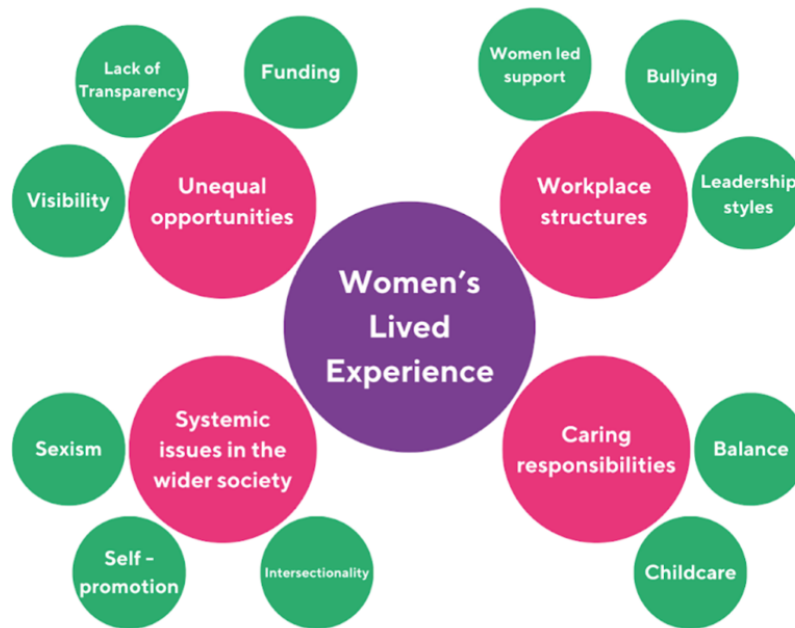 Lack of
Transparency
Funding
Visibility
Unequal
opportunities
Women led
support
Bullying
Leadership
styles
Workplace
structures
Women's
Lived
Experience
Sexism
Systemic
issues in the
wider society
Self -
promotion
Intersectionality
Caring
responsibilities
Balance
Childcare